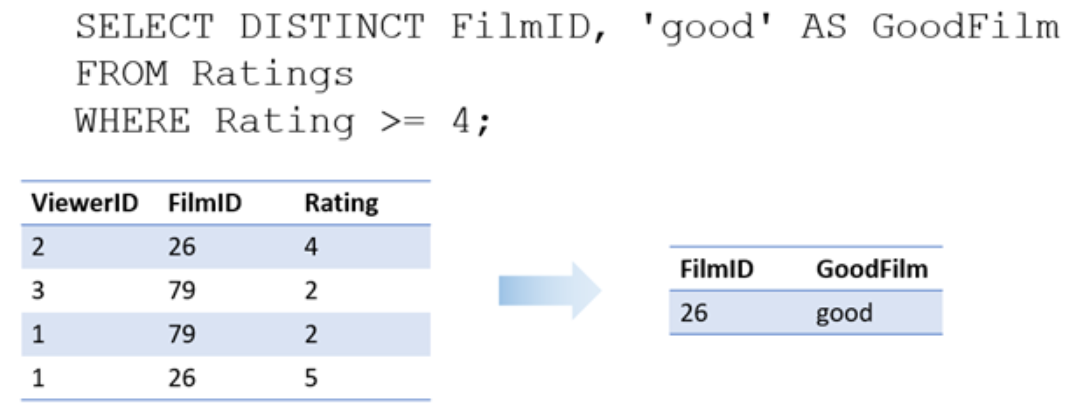 SELECT DISTINCT FilmID, 'good' AS GoodFilm
FROM Ratings
WHERE Rating >= 4;
ViewerID FilmID Rating
2 26 4
3 79 2
1 79 2
1 26 5
FilmID GoodFilm
26 good